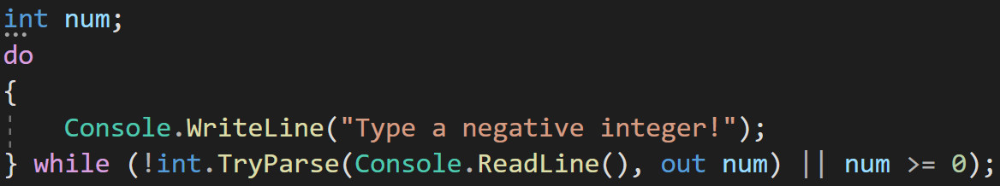 int num;
do
{
    Console.WriteLine("Type a negative integer!");
} while (!int.TryParse(Console.ReadLine(), out num) || num >= 0);